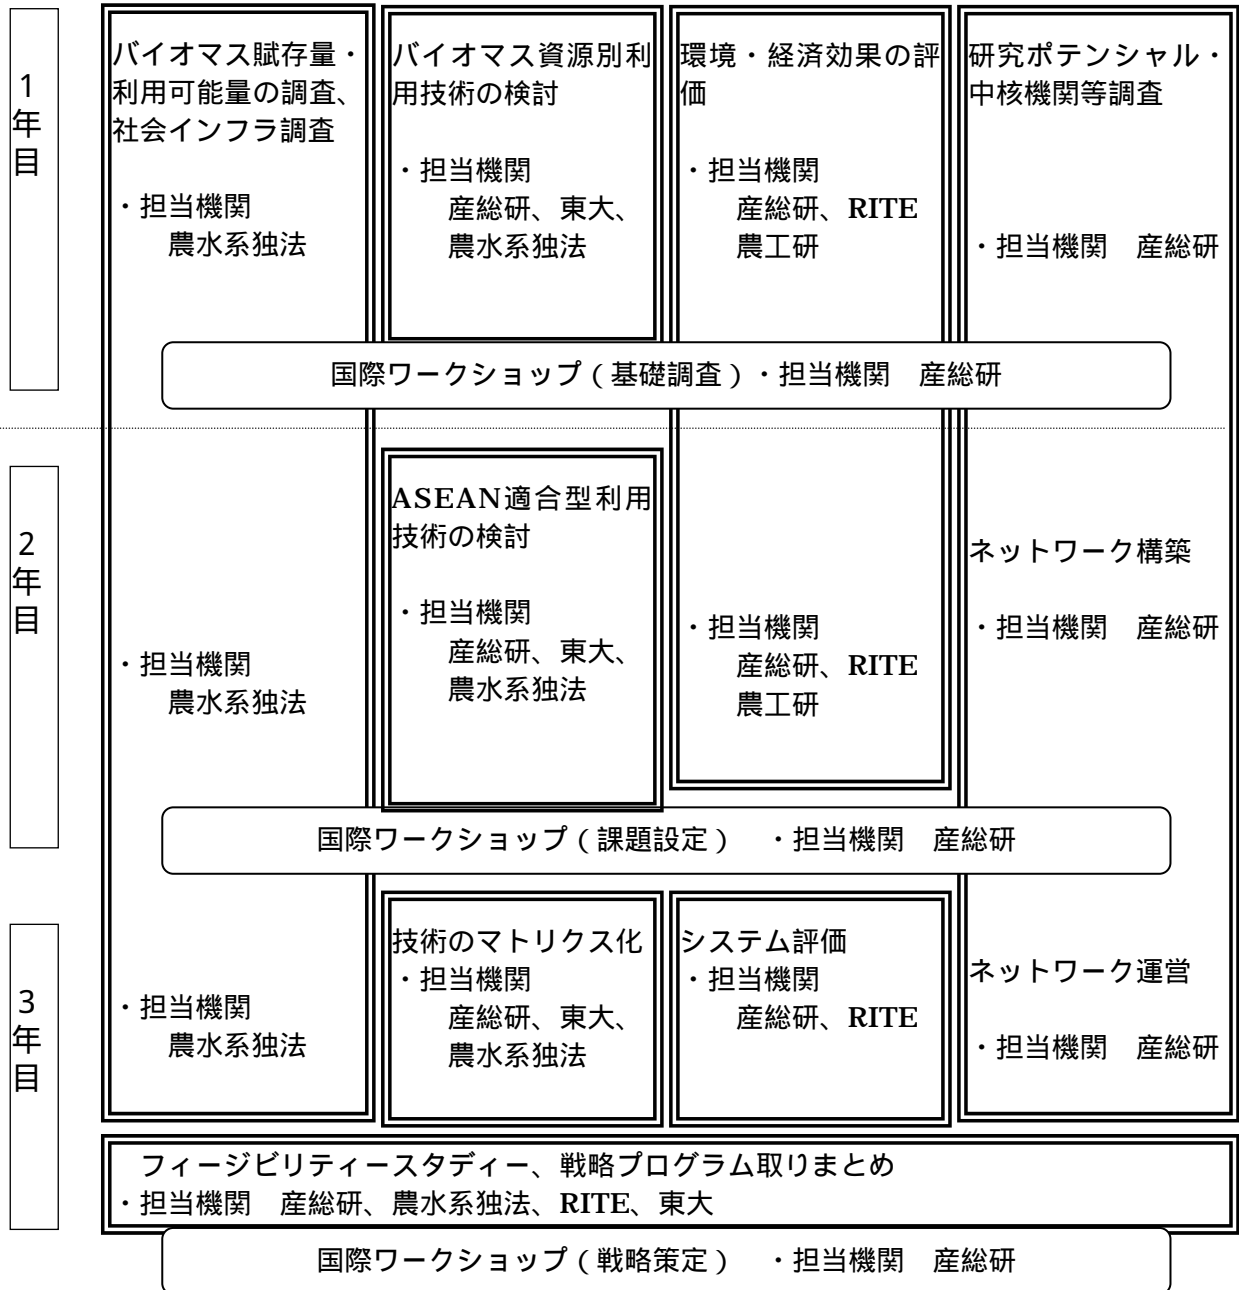 1
年
目
バイオマス賦存量・
利用可能量の調査、
社会インフラ調査
・担当機関
農水系独法
バイオマス資源別利
用技術の検討
・担当機関
産総研、東大、
農水系独法
環境・経済効果の評
価
・担当機関
産総研、RITE
農工研
研究ポテンシャル・
中核機関等調査
・担当機関　産総研
国際ワークショップ（基礎調査）・担当機関　産総研
2
年
目
・担当機関
農水系独法
ASEAN適合型利用
技術の検討
・担当機関
産総研、東大、
農水系独法
・担当機関
産総研、RITE
農工研
ネットワーク構築
・担当機関　産総研
国際ワークショップ（課題設定）　・担当機関　産総研
3
年
目
・担当機関
農水系独法
技術のマトリクス化
・担当機関
産総研、東大、
農水系独法
システム評価
・担当機関
産総研、RITE
ネットワーク運営
・担当機関　産総研
フィージビリティースタディー、戦略プログラム取りまとめ
・担当機関　産総研、農水系独法、RITE、東大
国際ワークショップ（戦略策定）　・担当機関　産総研